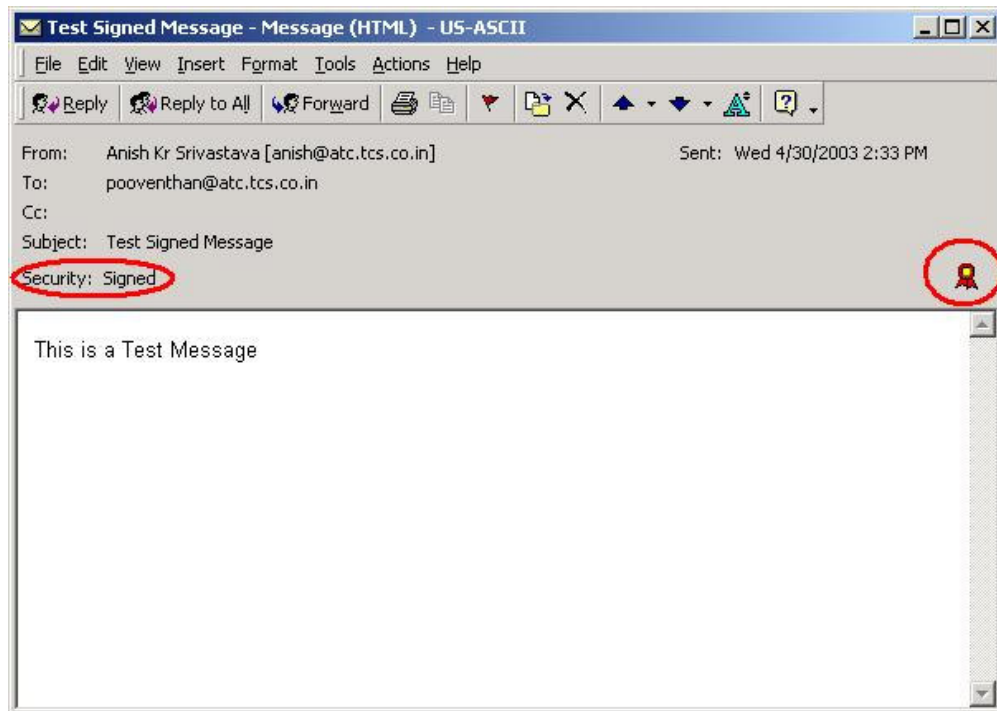 Test Signed Message - Message (HTML) - US-ASCII
File Edit View Insert Format Tools Actions Help
Reply Reply to All Forward
From: Anish Kr Srivastava [anish@atc.tcs.co.in] Sent: Wed 4/30/2003 2:33 PM
To: pooventhan@atc.tcs.co.in
Cc:
Subject: Test Signed Message
Security: Signed
This is a Test Message